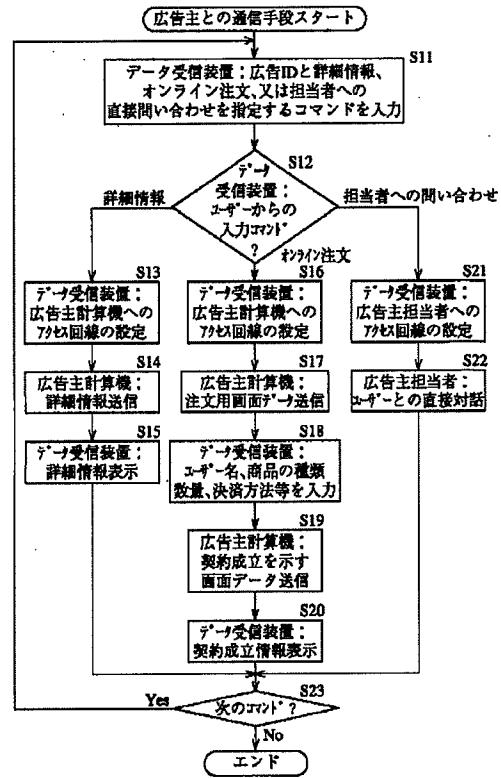 広告主との通信手段スタート
S11
データ受信装置:広告IDと詳細情報、
オンライン注文、又は担当者への
直接問い合わせを指定するコマンドを入力
S12
データ
受信装置:
ユーザーからの
入力コマンド
?
詳細情報
担当者への問い合わせ
オンライン注文
S13
データ受信装置:
広告主計算機への
アクセス回線の設定
S16
データ受信装置:
広告主計算機への
アクセス回線の設定
S21
データ受信装置:
広告主担当者への
アクセス回線の設定
S14
広告主計算機:
詳細情報送信
S17
広告主計算機:
注文用画面データ送信
S22
広告主担当者:
ユーザーとの直接対話
S15
データ受信装置:
詳細情報表示
S18
データ受信装置:
ユーザー名、商品の種類
数量、決済方法等を入力
S19
広告主計算機:
契約成立を示す
画面データ送信
S20
データ受信装置:
契約成立情報表示
S23
次のコマンド?
Yes
No
エンド